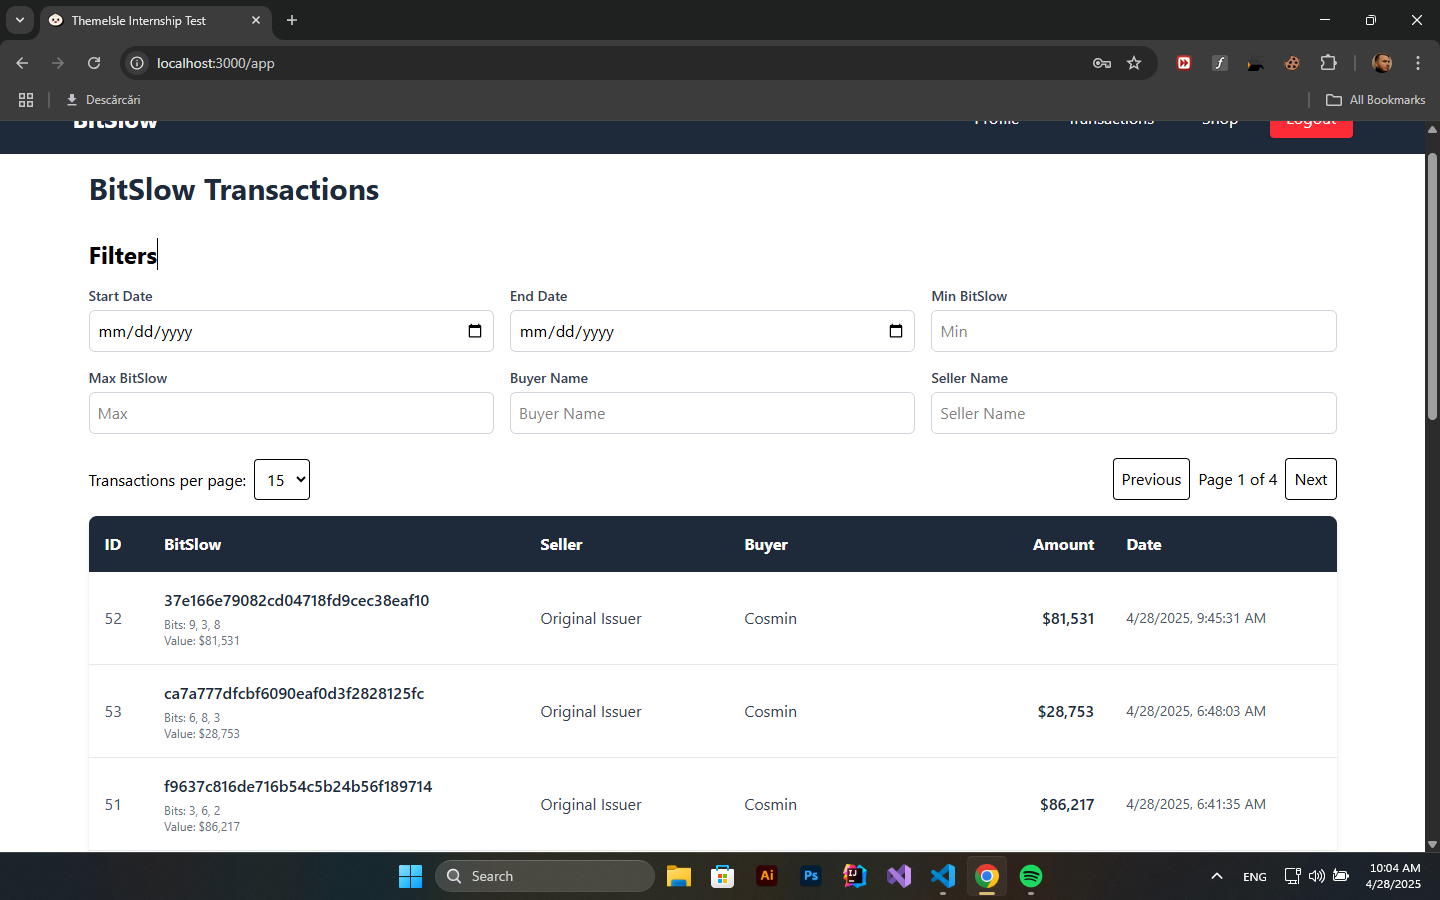 ThemeIsle Internship Test
localhost:3000/app
Descărcări
All Bookmarks
BitSlow
Profile Transactions Shop Logout
BitSlow Transactions
Filters
Start Date End Date Min BitSlow
mm/dd/yyyy mm/dd/yyyy Min
Max BitSlow Buyer Name Seller Name
Max Buyer Name Seller Name
Transactions per page: 15 Previous Page 1 of 4 Next
ID BitSlow Seller Buyer Amount Date
37e166e79082cd04718fd9cec38eaf10
52 Original Issuer Cosmin $81,531 4/28/2025, 9:45:31 AM
Bits: 9, 3, 8
Value: $81,531
ca7a777dfcbf6090eaf0d3f2828125fc
53 Original Issuer Cosmin $28,753 4/28/2025, 6:48:03 AM
Bits: 6, 8, 3
Value: $28,753
f9637c816de716b54c5b24b56f189714
51 Original Issuer Cosmin $86,217 4/28/2025, 6:41:35 AM
Bits: 3, 6, 2
Value: $86,217
Search
Ai
Ps
IJ
ENG
10:04 AM
4/28/2025